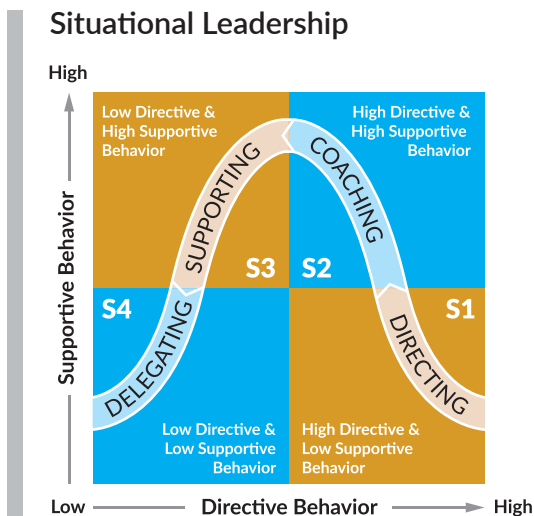 Situational Leadership
High
Low Directive &
High Supportive
Behavior
High Directive &
High Supportive
Behavior
SUPPORTING
COACHING
S3
S2
S4
S1
DELEGATING
DIRECTING
Supportive Behavior
Low Directive &
Low Supportive
Behavior
High Directive &
Low Supportive
Behavior
Low
Directive Behavior
High